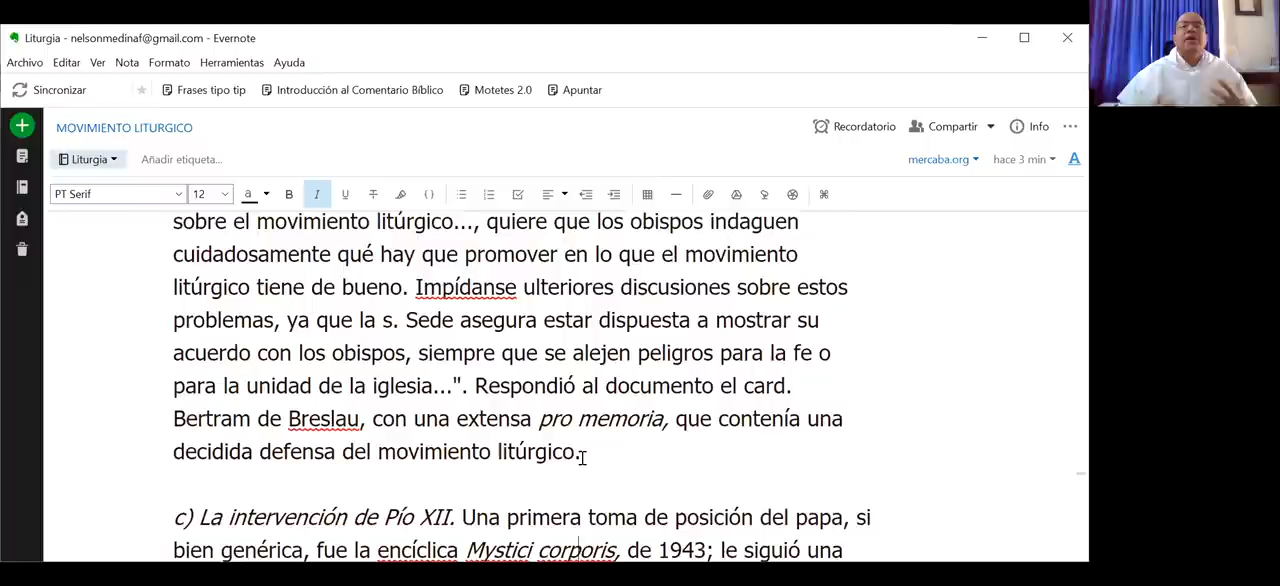 Liturgia - nelsonmedinaf@gmail.com - Evernote
Archivo Editar Ver Nota Formato Herramientas Ayuda
Sincronizar Frases tipo tip Introducción al Comentario Bíblico Motetes 2.0 Apuntar
MOVIMIENTO LITURGICO Recordatorio Compartir Info
Liturgia Añadir etiqueta... mercaba.org hace 3 min
PT Serif 12 a B I U T
sobre el movimiento litúrgico..., quiere que los obispos indaguen
cuidadosamente qué hay que promover en lo que el movimiento
litúrgico tiene de bueno. Impídanse ulteriores discusiones sobre estos
problemas, ya que la s. Sede asegura estar dispuesta a mostrar su
acuerdo con los obispos, siempre que se alejen peligros para la fe o
para la unidad de la iglesia...". Respondió al documento el card.
Bertram de Breslau, con una extensa pro memoria, que contenía una
decidida defensa del movimiento litúrgico.
c) La intervención de Pío XII. Una primera toma de posición del papa, si
bien genérica, fue la encíclica Mystici corporis, de 1943; le siguió una